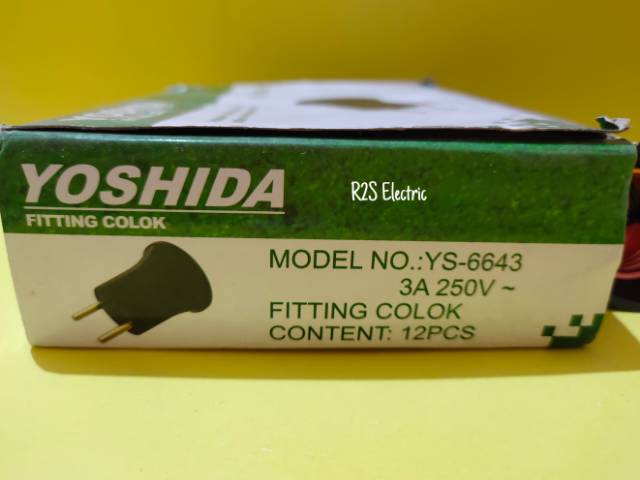 YOSHIDA
FITTING COLOK
R2S Electric
MODEL NO.:YS-6643
3A 250V ~
FITTING COLOK
CONTENT: 12PCS